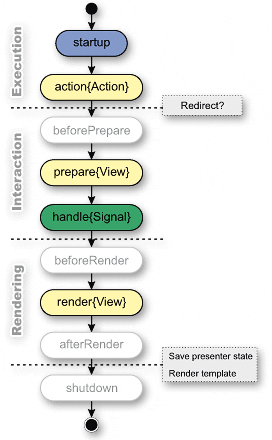 Execution
startup
action{Action}
Redirect?
Interaction
beforePrepare
prepare{View}
handle{Signal}
Rendering
beforeRender
render{View}
afterRender
Save presenter state
Render template
shutdown